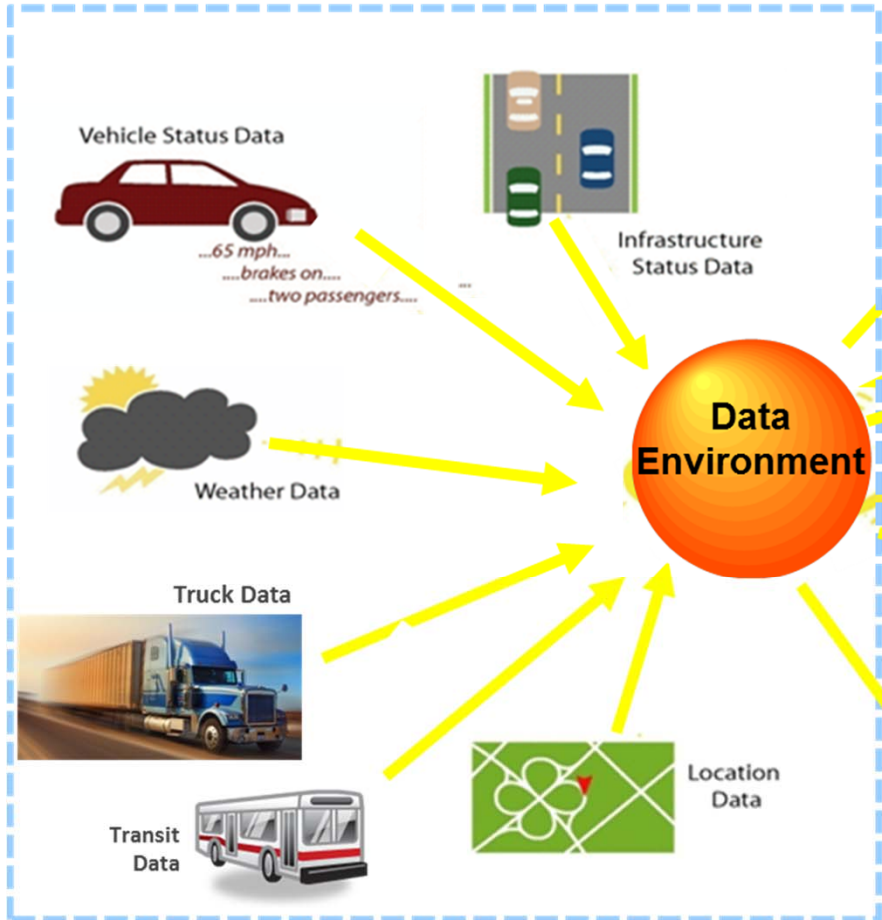 Vehicle Status Data
...65 mph...
....brakes on....
....two passengers....
...
Infrastructure
Status Data
Data
Environment
Weather Data
Truck Data
Transit
Data
Location
Data